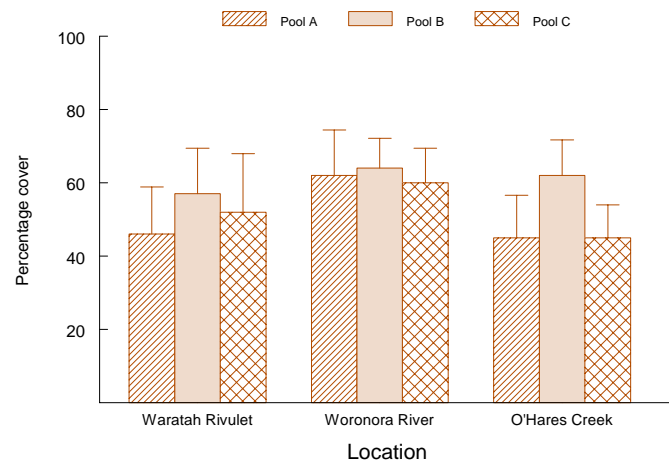 Pool A Pool B Pool C
100
80
60
40
20
Percentage cover
Waratah Rivulet Woronora River O'Hares Creek
Location